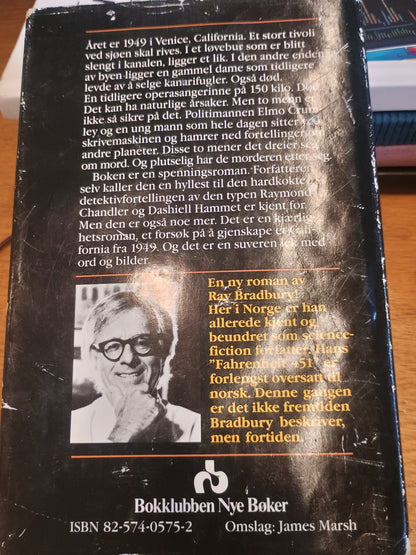 Året er 1949 i Venice, California. Et stort tivoli
ved sjøen skal rives. I et løvebur som er blitt
slengt i kanalen, ligger et lik. I den andre enden
av byen ligger en gammel dame som tidligere
levde av å selge kanarifugler. Også død.
En tidligere operasangerinne på 150 kilo. Død.
Det kan ha naturlige årsaker. Men to menn er
ikke så sikre på det. Politimannen Elmo Crum-
ley og en ung mann som hele dagen sitter ved
skrivemaskinen og hamrer ned fortellinger om
andre planeter. Disse to mener det dreier seg
om mord. Og plutselig har de morderen etter seg.
Boken er en spenningsroman. Forfatteren
selv kaller den en hyllest til den hardkokte
detektivfortellingen av den typen Raymond
Chandler og Dashiell Hammet er kjent for.
Men den er også noe mer. Det er en kjærlig-
hetsroman, et forsøk på å gjenskape et Cali-
fornia fra 1949. Og det er en suveren lek med
ord og bilder.
En ny roman av
Ray Bradbury!
Her i Norge er han
allerede kjent og
beundret som science-
fiction forfatter. Hans
"Fahrenheit 451" er
forlengst oversatt til
norsk. Denne gangen
er det ikke fremtiden
Bradbury beskriver,
men fortiden.
Bokklubben Nye Bøker
ISBN 82-574-0575-2 Omslag: James Marsh